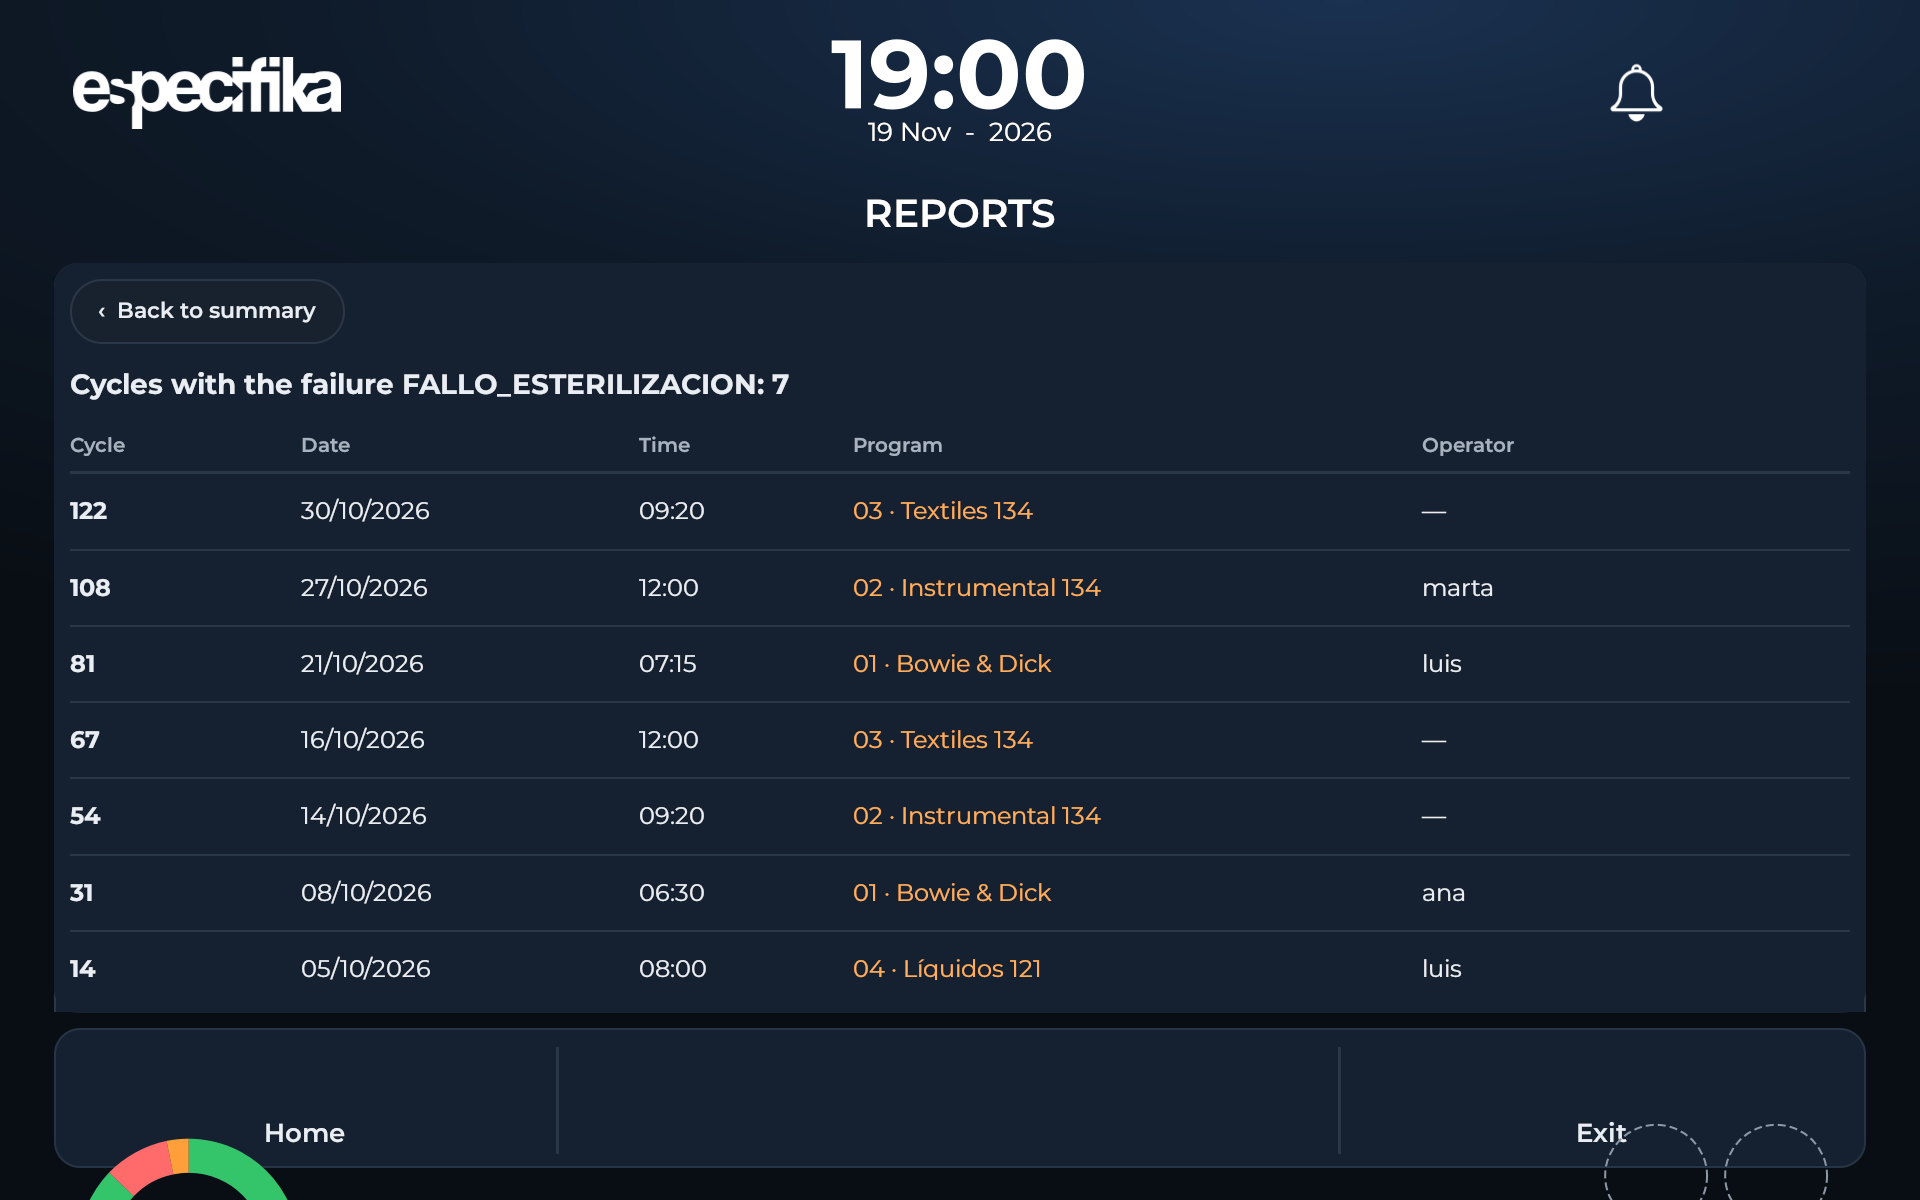 especifika
19:00
19 Nov - 2026
REPORTS
‹ Back to summary
Cycles with the failure FALLO_ESTERILIZACION: 7
Cycle Date Time Program Operator
122 30/10/2026 09:20 03 · Textiles 134 —
108 27/10/2026 12:00 02 · Instrumental 134 marta
81 21/10/2026 07:15 01 · Bowie & Dick luis
67 16/10/2026 12:00 03 · Textiles 134 —
54 14/10/2026 09:20 02 · Instrumental 134 —
31 08/10/2026 06:30 01 · Bowie & Dick ana
14 05/10/2026 08:00 04 · Líquidos 121 luis
Home Exit